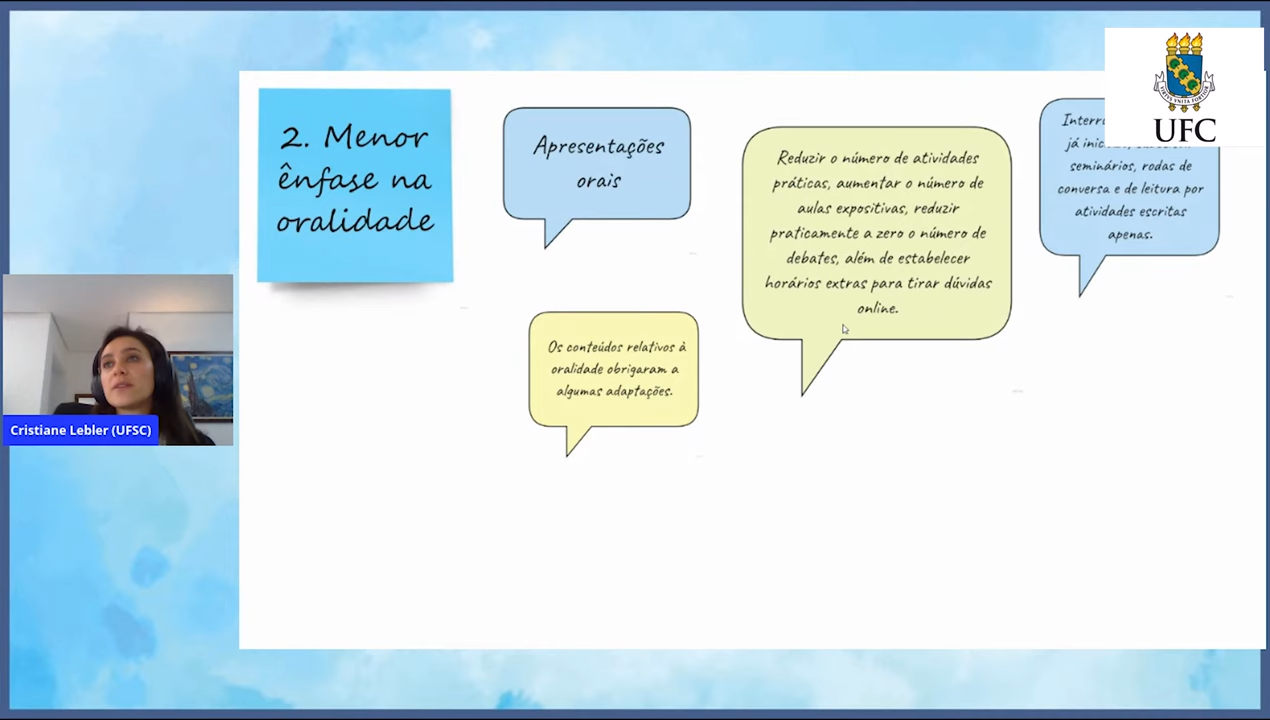 2. Menor
ênfase na
oralidade
Apresentações
orais
Reduzir o número de atividades
práticas, aumentar o número de
aulas expositivas, reduzir
praticamente a zero o número de
debates, além de estabelecer
horários extras para tirar dúvidas
online.
já
seminários, rodas de
conversa e de leitura por
atividades escritas
apenas.
UFC
Os conteúdos relativos à
oralidade obrigaram a
algumas adaptações.
Cristiane Lebler (UFSC)